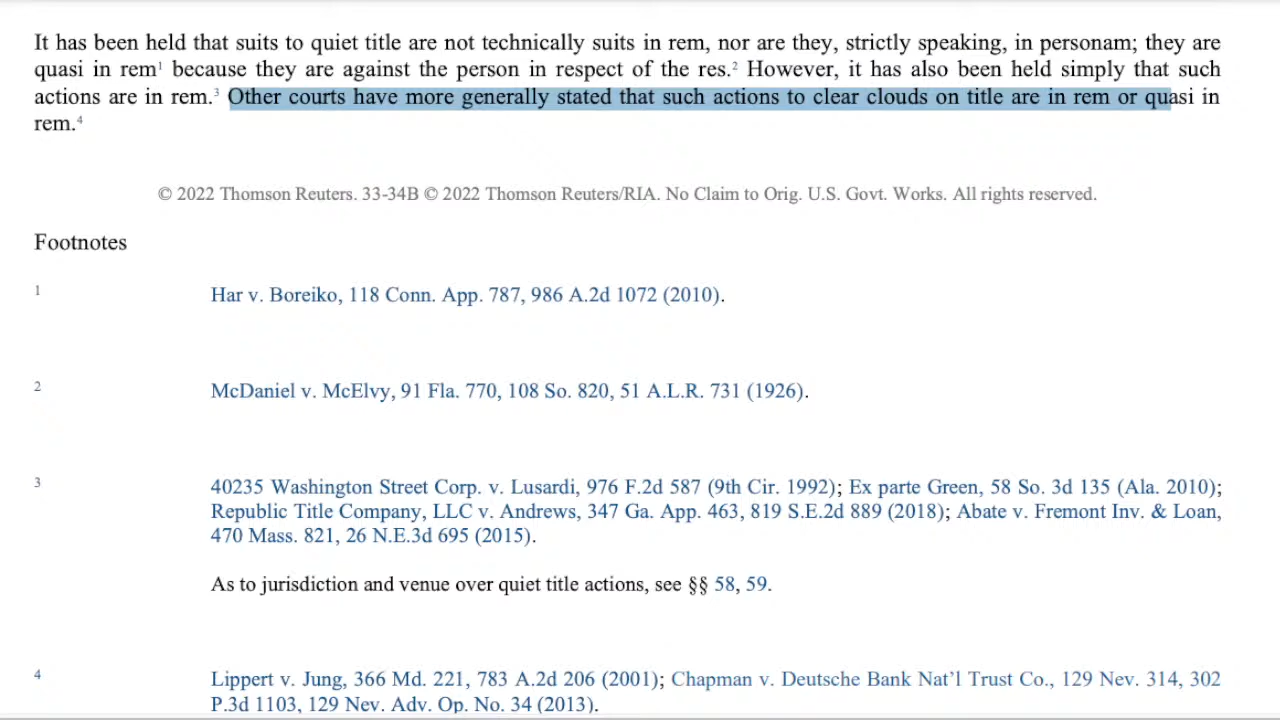 It has been held that suits to quiet title are not technically suits in rem, nor are they, strictly speaking, in personam; they are
quasi in rem¹ because they are against the person in respect of the res.² However, it has also been held simply that such
actions are in rem.³ Other courts have more generally stated that such actions to clear clouds on title are in rem or quasi in
rem.⁴
© 2022 Thomson Reuters. 33-34B © 2022 Thomson Reuters/RIA. No Claim to Orig. U.S. Govt. Works. All rights reserved.
Footnotes
1 Har v. Boreiko, 118 Conn. App. 787, 986 A.2d 1072 (2010).
2 McDaniel v. McElvy, 91 Fla. 770, 108 So. 820, 51 A.L.R. 731 (1926).
3 40235 Washington Street Corp. v. Lusardi, 976 F.2d 587 (9th Cir. 1992); Ex parte Green, 58 So. 3d 135 (Ala. 2010);
Republic Title Company, LLC v. Andrews, 347 Ga. App. 463, 819 S.E.2d 889 (2018); Abate v. Fremont Inv. & Loan,
470 Mass. 821, 26 N.E.3d 695 (2015).
As to jurisdiction and venue over quiet title actions, see §§ 58, 59.
4 Lippert v. Jung, 366 Md. 221, 783 A.2d 206 (2001); Chapman v. Deutsche Bank Nat’l Trust Co., 129 Nev. 314, 302
P.3d 1103, 129 Nev. Adv. Op. No. 34 (2013).